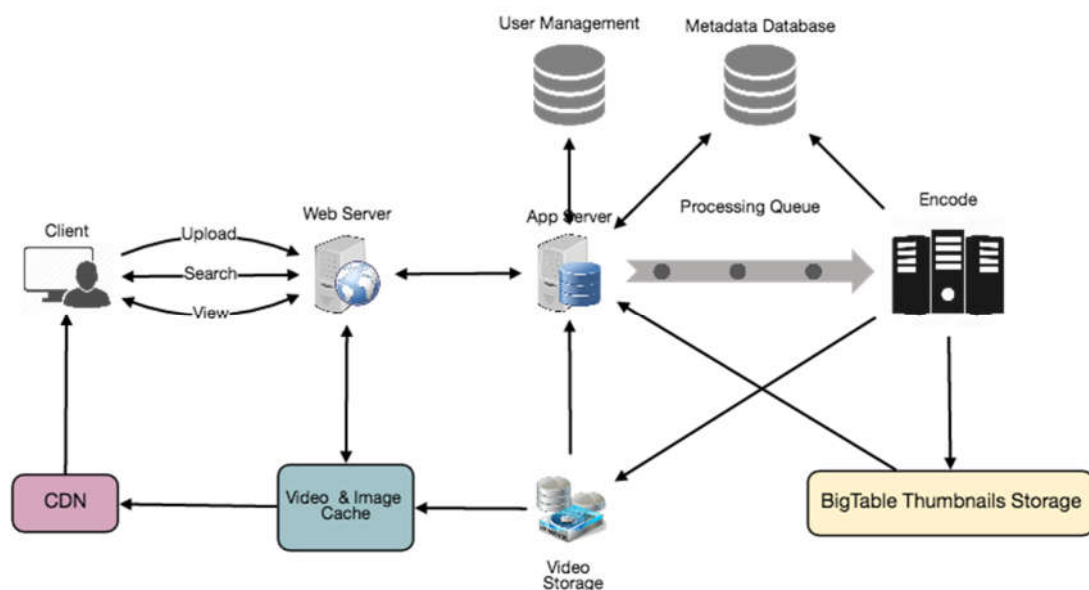 User Management
Metadata Database
Client
Upload
Search
View
Web Server
App Server
Processing Queue
Encode
CDN
Video & Image
Cache
Video
Storage
BigTable Thumbnails Storage